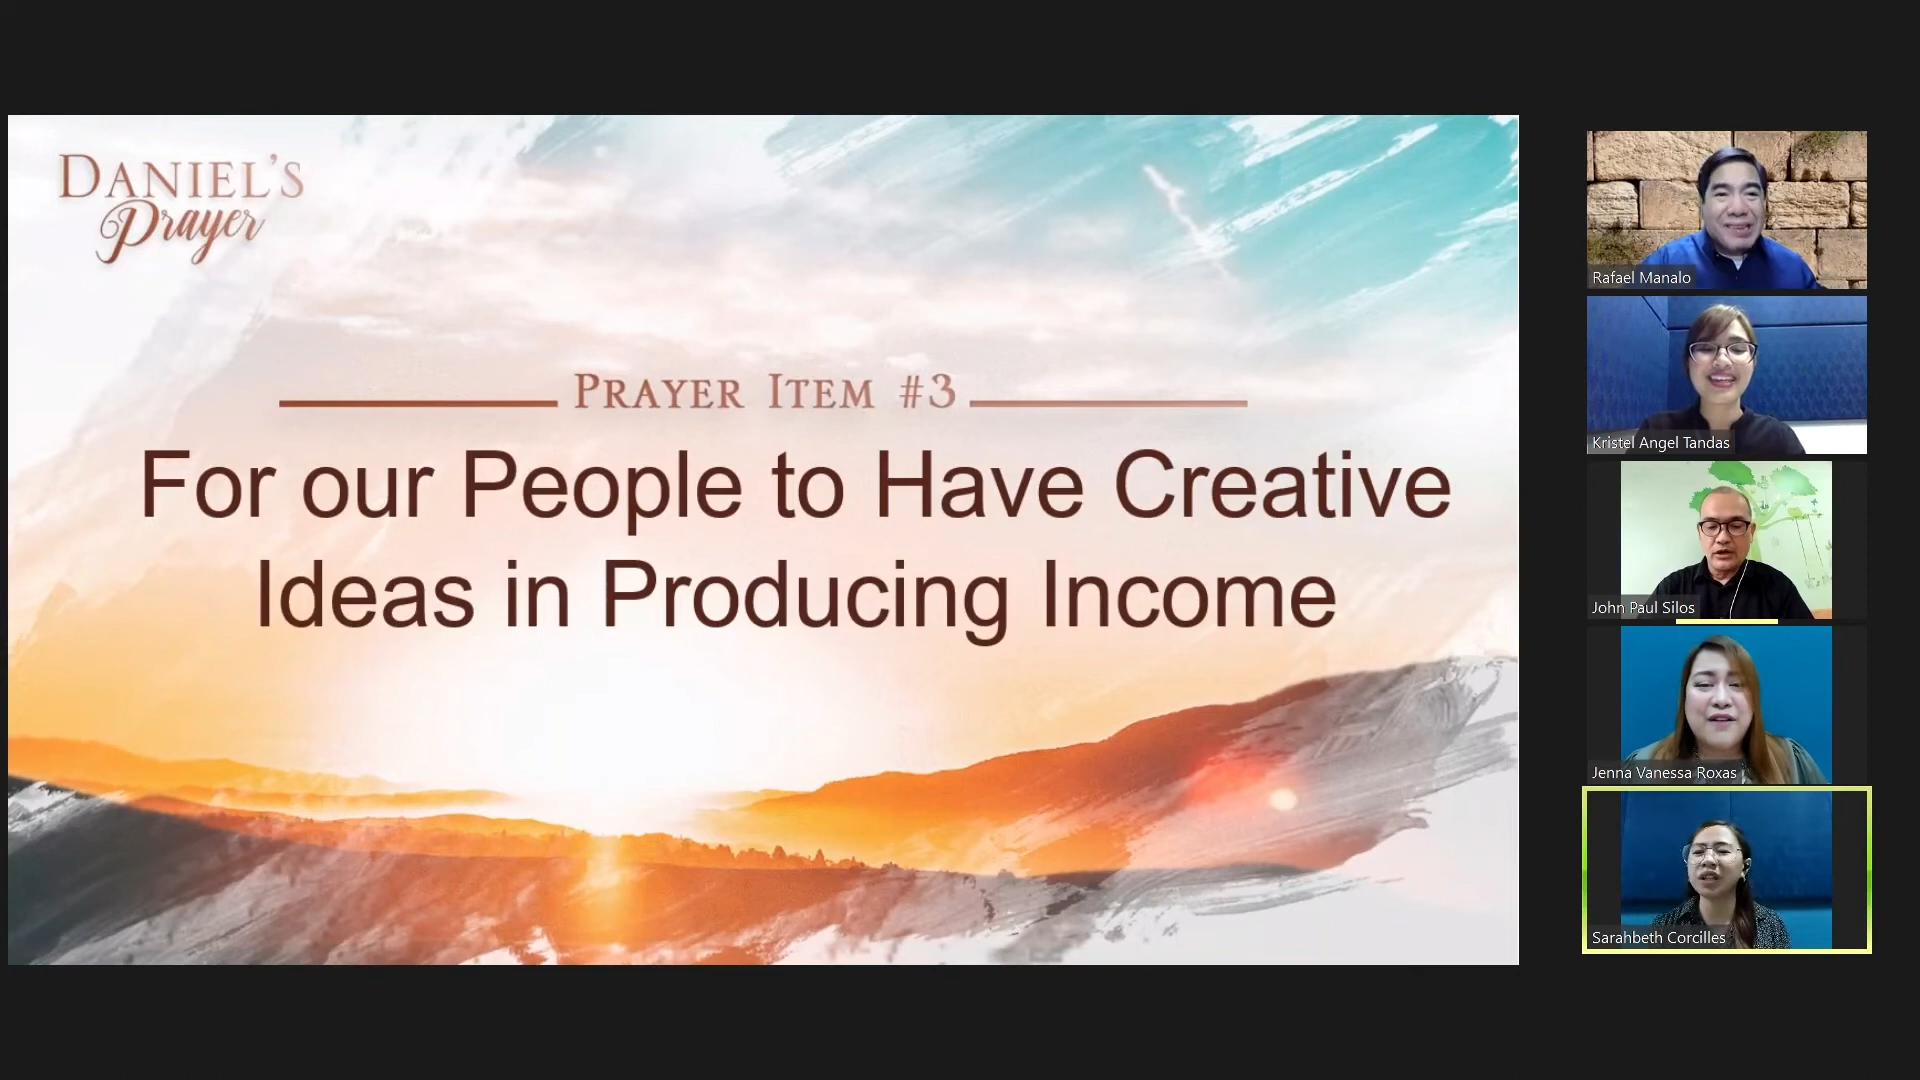 DANIEL'S
Prayer
PRAYER ITEM #3
For our People to Have Creative
Ideas in Producing Income
Rafael Manalo
Kristel Angel Tandas
John Paul Silos
Jenna Vanessa Roxas
Sarahbeth Corcilles